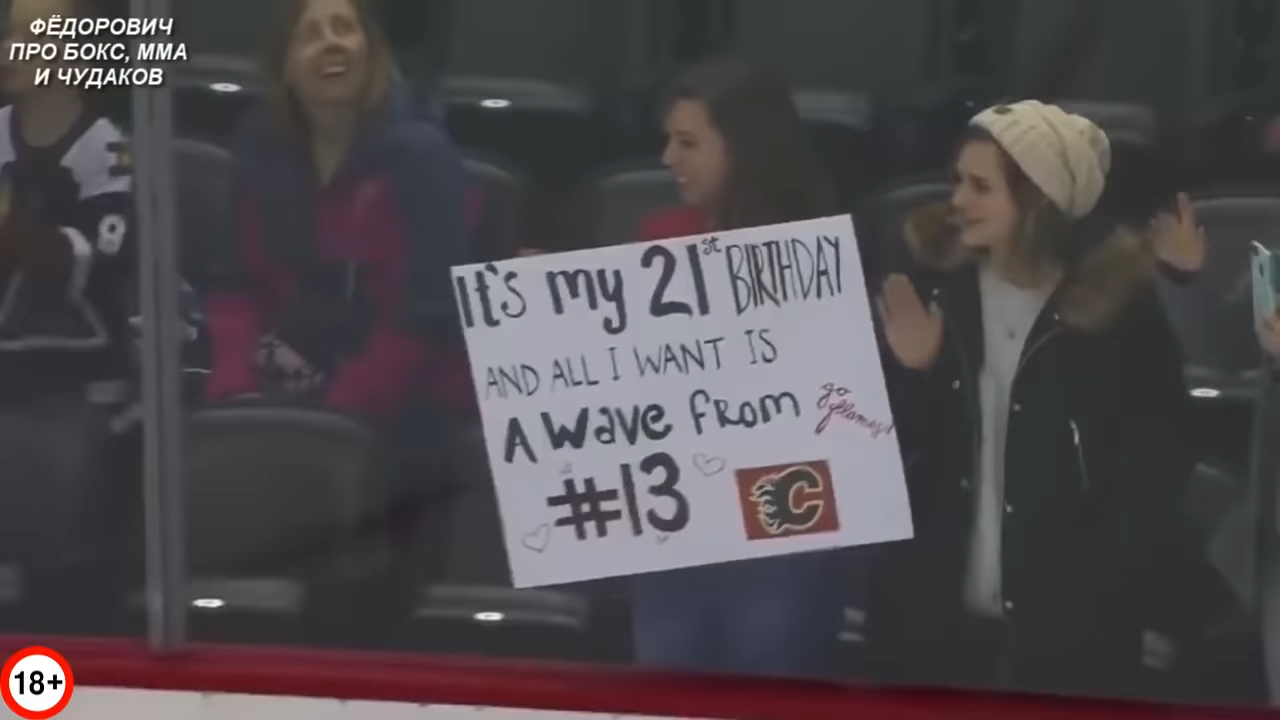 ФЁДОРОВИЧ
ПРО БОКС, ММА
И ЧУДАКОВ
8
It's my 21st BIRTHDAY
AND ALL I WANT IS
A Wave from
go
flames!
#13
C
18+